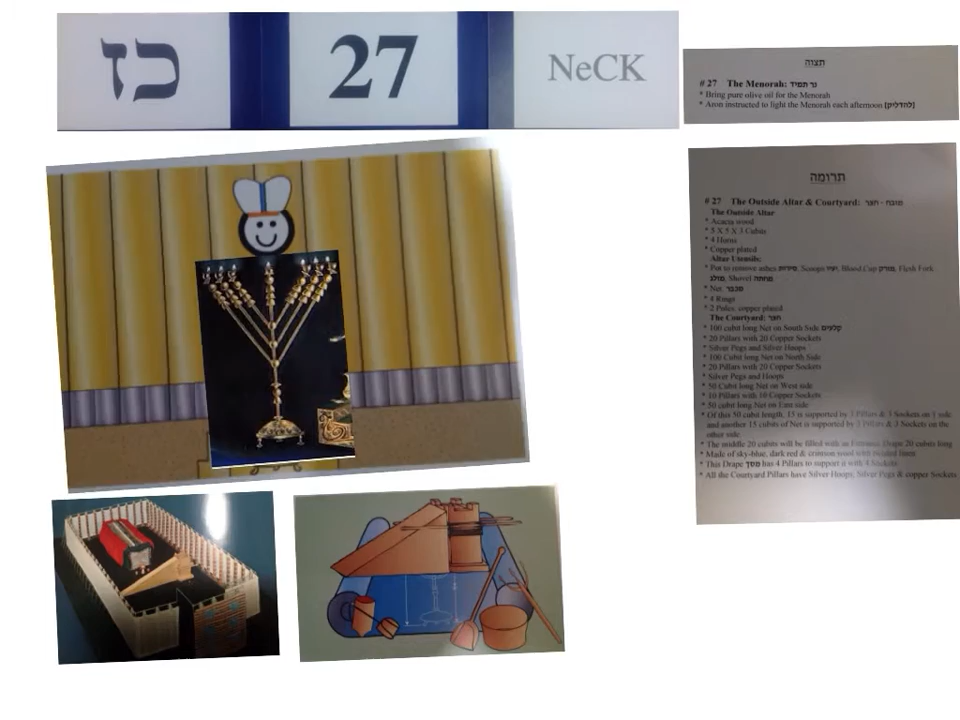 כז
27
NeCK
תצוה
# 27 The Menorah: נר תמיד
* Bring pure olive oil for the Menorah
* Aron instructed to light the Menorah each afternoon (להדליק)
תרומה
# 27 The Outside Altar & Courtyard: מזבח - חצר
The Outside Altar
* Acacia wood
* 5 X 5 X 3 Cubits
* 4 Horns
* Copper plated
Altar Utensils:
* Pot to remove ashes סירות, Scoops יעיו, Blood Cup מזרק, Flesh Fork
מזלג, Shovel מחתה
* Net מכבר
* 4 Rings
* 2 Poles, copper plated
The Courtyard: חצר
* 100 cubit long Net on South Side קלעים
* 20 Pillars with 20 Copper Sockets
* Silver Pegs and Silver Hoops
* 100 Cubit long Net on North Side
* 20 Pillars with 20 Copper Sockets
* Silver Pegs and Hoops
* 50 Cubit long Net on West side
* 10 Pillars with 10 Copper Sockets
* 50 cubit long Net on East side
* Of this 50 cubit length, 15 is supported by 3 Pillars & 3 Sockets on 1 side
and another 15 cubits of Net is supported by 3 Pillars & 3 Sockets on the
other side
* The middle 20 cubits will be filled with an Entrance Drape 20 cubits long
* Made of sky-blue, dark red & crimson wool with twisted linen
* This Drape מסך has 4 Pillars to support it with 4 Sockets
* All the Courtyard Pillars have Silver Hoops, Silver Pegs & copper Sockets